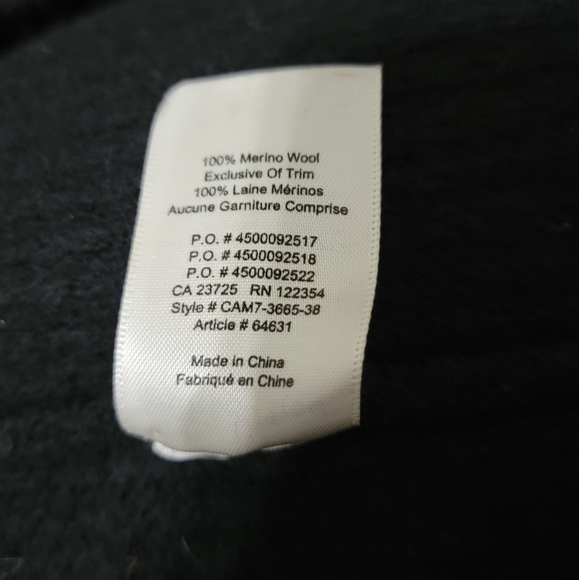 100% Merino Wool
Exclusive Of Trim
100% Laine Mérinos
Aucune Garniture Comprise
P.O. # 4500092517
P.O. # 4500092518
P.O. # 4500092522
CA 23725 RN 122354
Style # CAM7-3665-38
Article # 64631
Made in China
Fabriqué en Chine